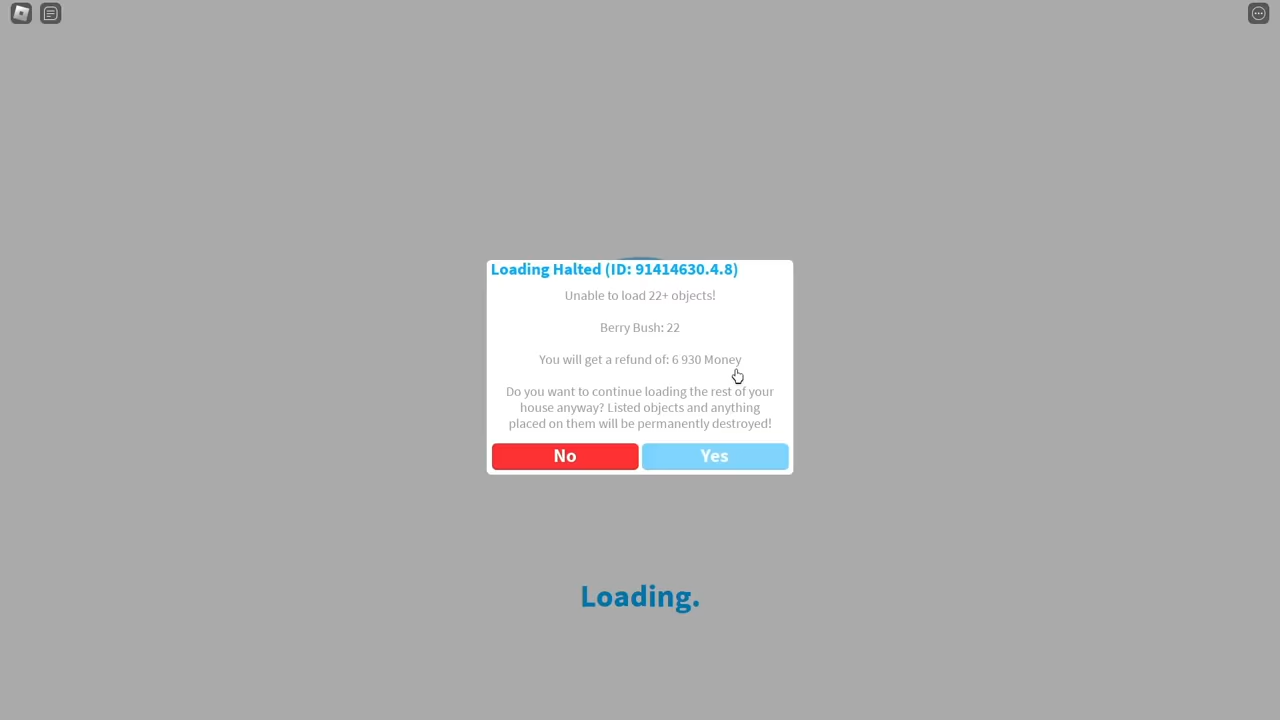 Loading Halted (ID: 91414630.4.8)
Unable to load 22+ objects!
Berry Bush: 22
You will get a refund of: 6 930 Money
Do you want to continue loading the rest of your
house anyway? Listed objects and anything
placed on them will be permanently destroyed!
No
Yes
Loading.